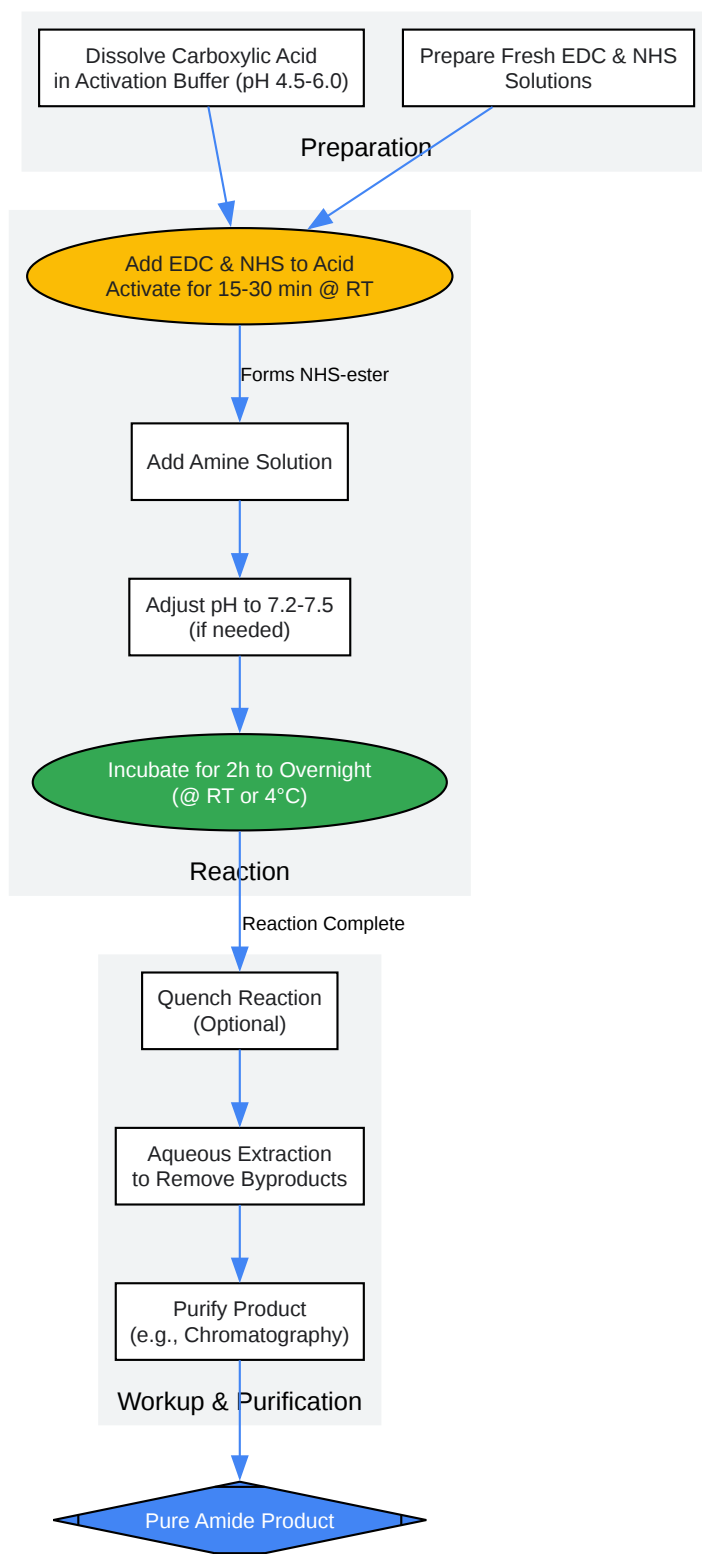 Dissolve Carboxylic Acid
in Activation Buffer (pH 4.5-6.0)
Prepare Fresh EDC & NHS
Solutions
Preparation
Add EDC & NHS to Acid
Activate for 15-30 min @ RT
Forms NHS-ester
Add Amine Solution
Adjust pH to 7.2-7.5
(if needed)
Incubate for 2h to Overnight
(@ RT or 4°C)
Reaction
Reaction Complete
Quench Reaction
(Optional)
Aqueous Extraction
to Remove Byproducts
Purify Product
(e.g., Chromatography)
Workup & Purification
Pure Amide Product